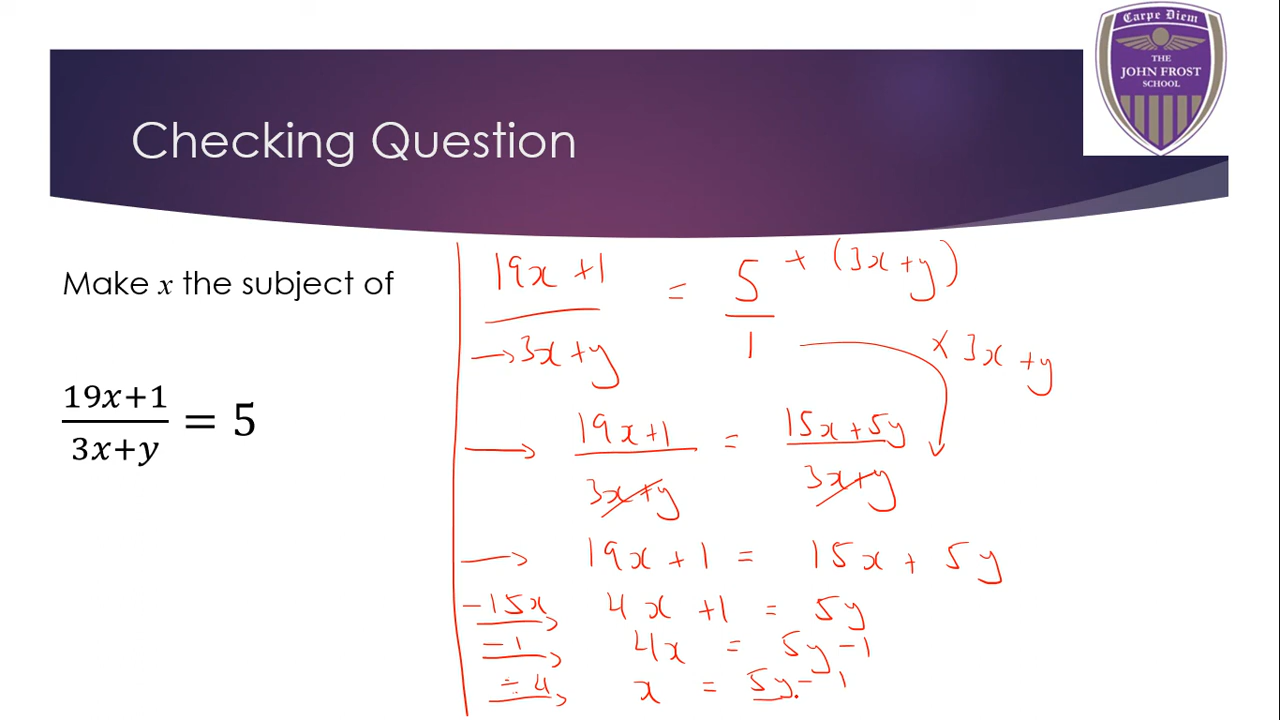 Carpe Diem
THE
JOHN FROST
SCHOOL
Checking Question
Make x the subject of
19x+1
/ 3x+y = 5
19x + 1 / → 3x + y = 5 / 1 × (3x + y)
× 3x + y
→ 19x + 1 / 3x + y = 15x + 5y / 3x + y
→ 19x + 1 = 15x + 5y
-15x → 4x + 1 = 5y
-1 → 4x = 5y - 1
÷ 4 → x = 5y - 1